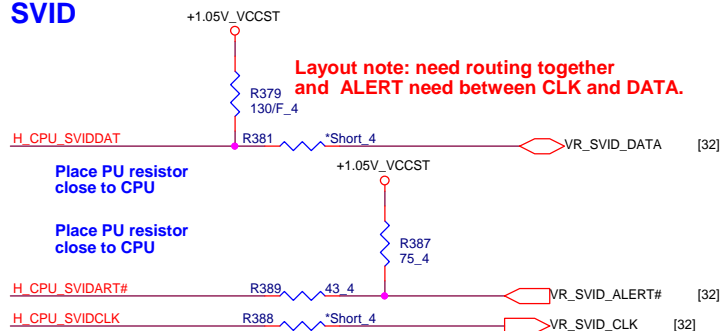 SVID
+1.05V_VCCST
Layout note: need routing together
and ALERT need between CLK and DATA.
R379
130/F_4
H_CPU_SVIDDAT
R381
*Short_4
VR_SVID_DATA
[32]
Place PU resistor
close to CPU
+1.05V_VCCST
Place PU resistor
close to CPU
R387
75_4
H_CPU_SVIDART#
R389
43_4
VR_SVID_ALERT#
[32]
H_CPU_SVIDCLK
R388
*Short_4
VR_SVID_CLK
[32]